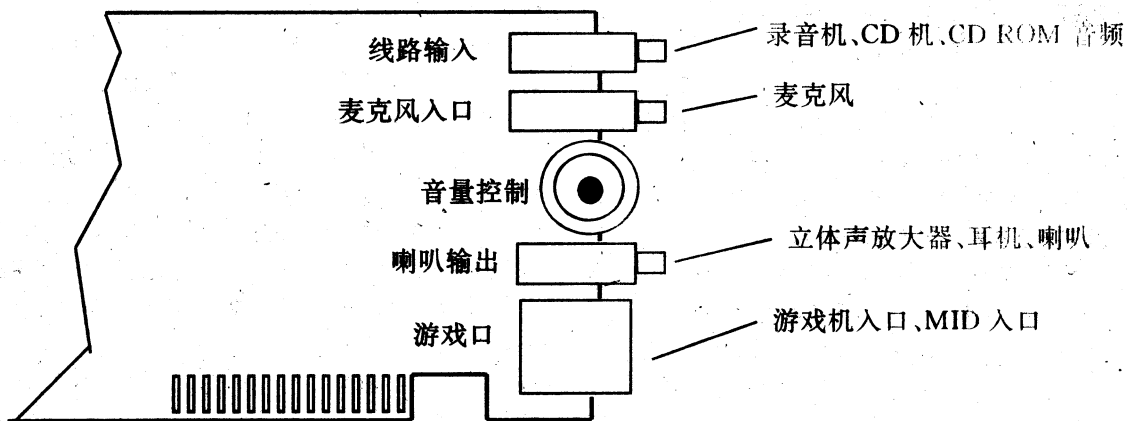 线路输入
录音机、CD 机、CD ROM 音频
麦克风入口
麦克风
音量控制
喇叭输出
立体声放大器、耳机、喇叭
游戏口
游戏机入口、MID 入口